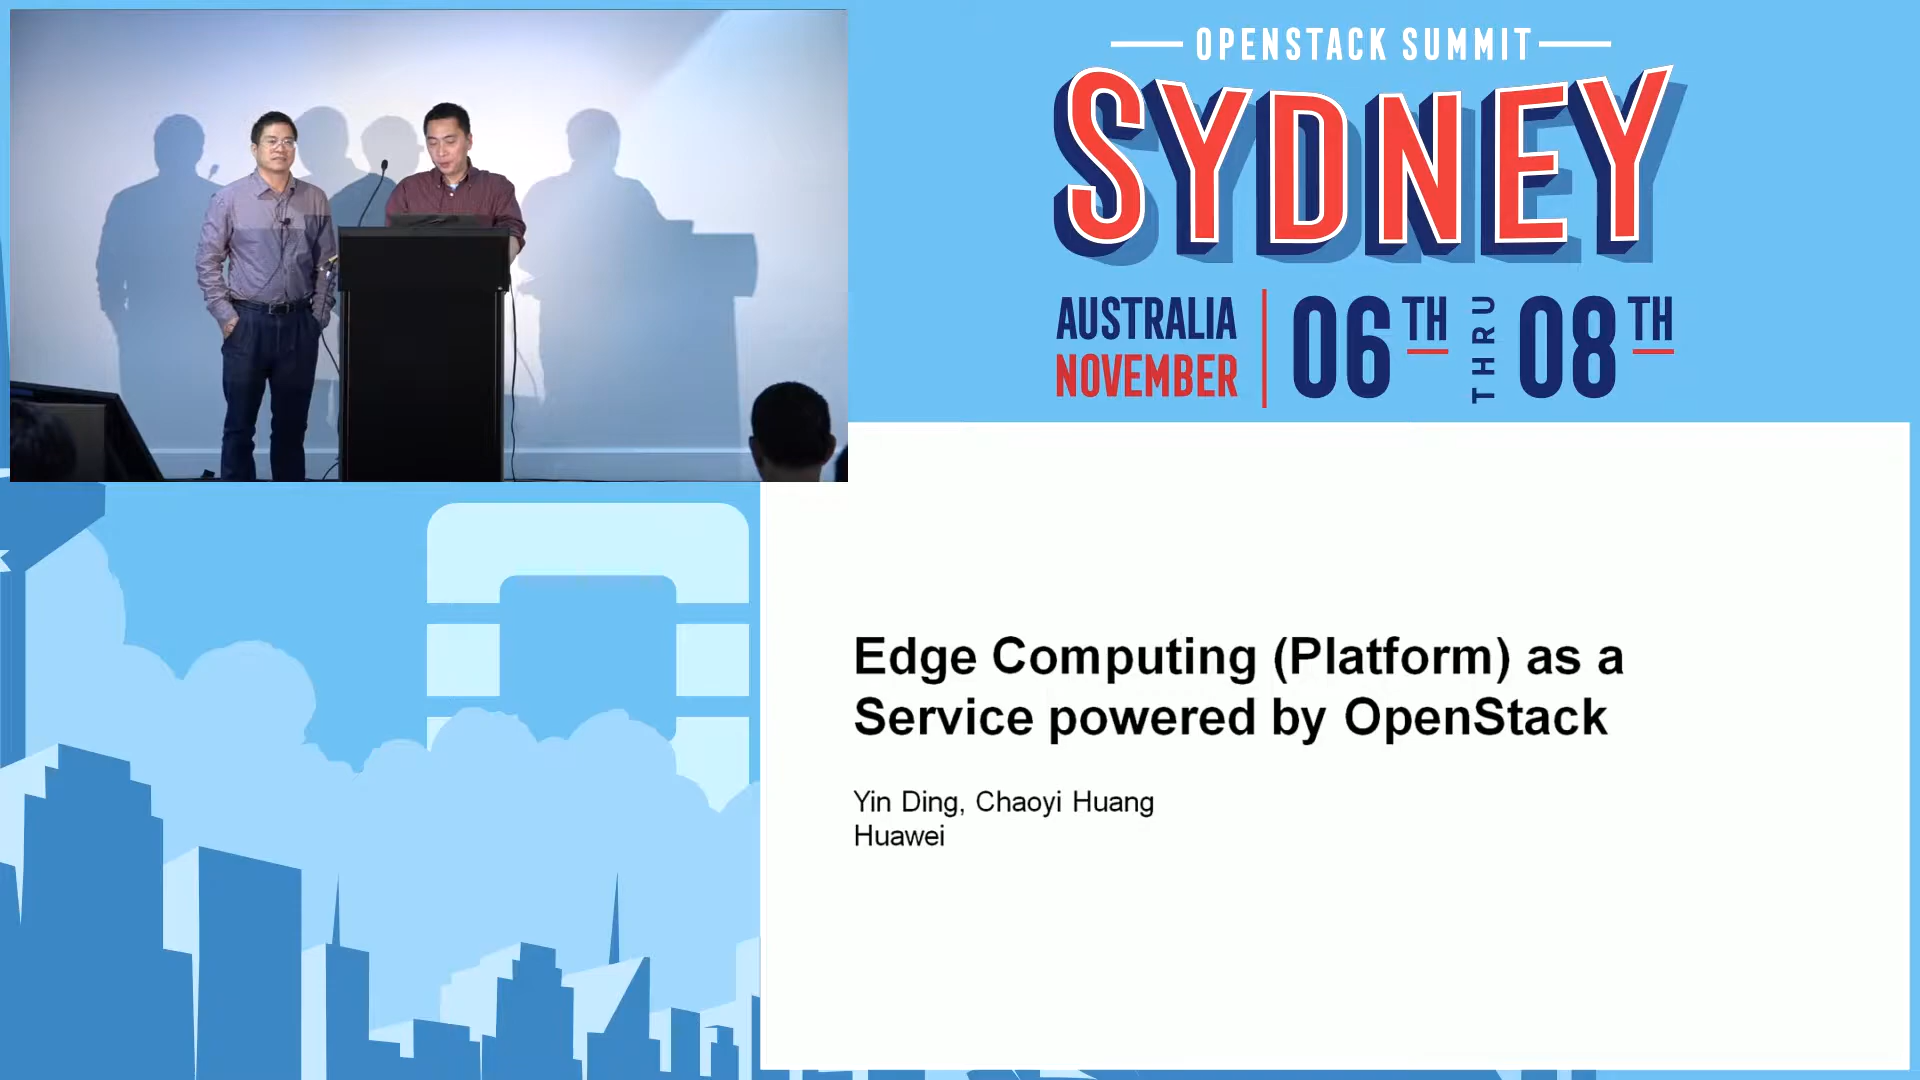 OPENSTACK SUMMIT
SYDNEY
AUSTRALIA
NOVEMBER
06TH THRU 08TH
Edge Computing (Platform) as a
Service powered by OpenStack
Yin Ding, Chaoyi Huang
Huawei